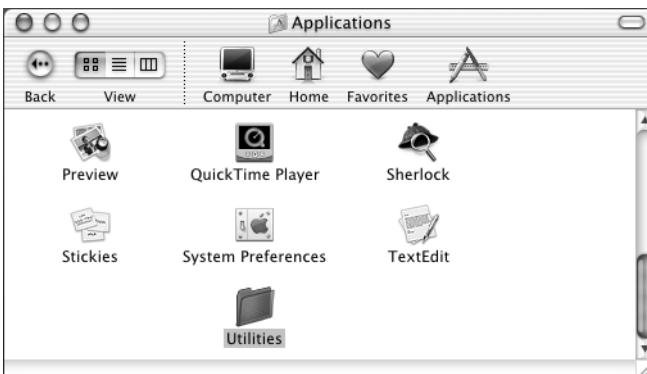 Applications
Back View Computer Home Favorites Applications
Preview QuickTime Player Sherlock
Stickies System Preferences TextEdit
Utilities